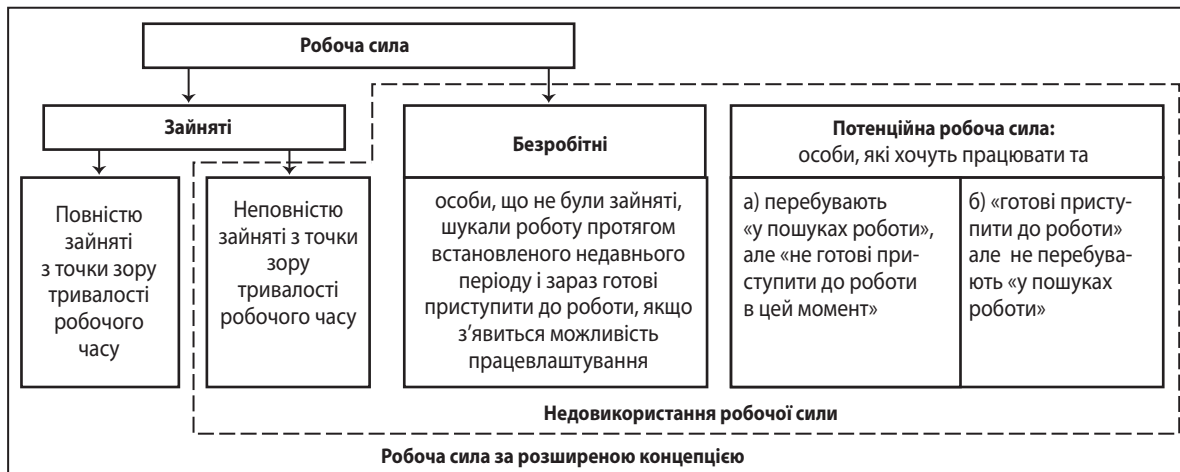 Робоча сила
Зайняті
Безробітні
Потенційна робоча сила:
особи, які хочуть працювати та
Повністю
зайняті
з точки зору
тривалості
робочого
часу
Неповністю
зайняті з точки
зору
тривалості
робочого часу
особи, що не були зайняті,
шукали роботу протягом
встановленого недавнього
періоду і зараз готові
приступити до роботи, якщо
з’явиться можливість
працевлаштування
а) перебувають
«у пошуках роботи»,
але «не готові при-
ступити до роботи
в цей момент»
б) «готові присту-
пити до роботи»
але не перебува-
ють «у пошуках
роботи»
Недовикористання робочої сили
Робоча сила за розширеною концепцією